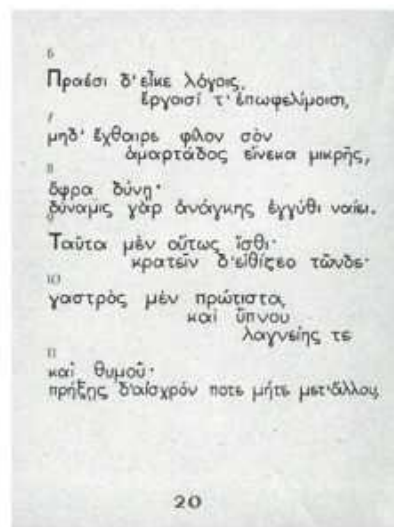 6
Πραέσι δ'εἶκε λόγοις,
ἔργοισί τ'ἐπωφελίμοισι,
7
μηδ' ἔχθαιρε φίλον σὸν
ἁμαρτάδος εἵνεκα μικρῆς,
8
ὄφρα δύνῃ·
9
δύναμις γὰρ ἀνάγκης ἐγγύθι ναίει.
Ταῦτα μὲν οὕτως ἴσθι·
κρατεῖν δ'εἰθίζεο τῶνδε·
10
γαστρὸς μὲν πρώτιστα,
καὶ ὕπνου
λαγνείης τε
11
καὶ θυμοῦ·
πρήξῃς δ'αἰσχρόν ποτε μήτε μετ'ἄλλου,
20